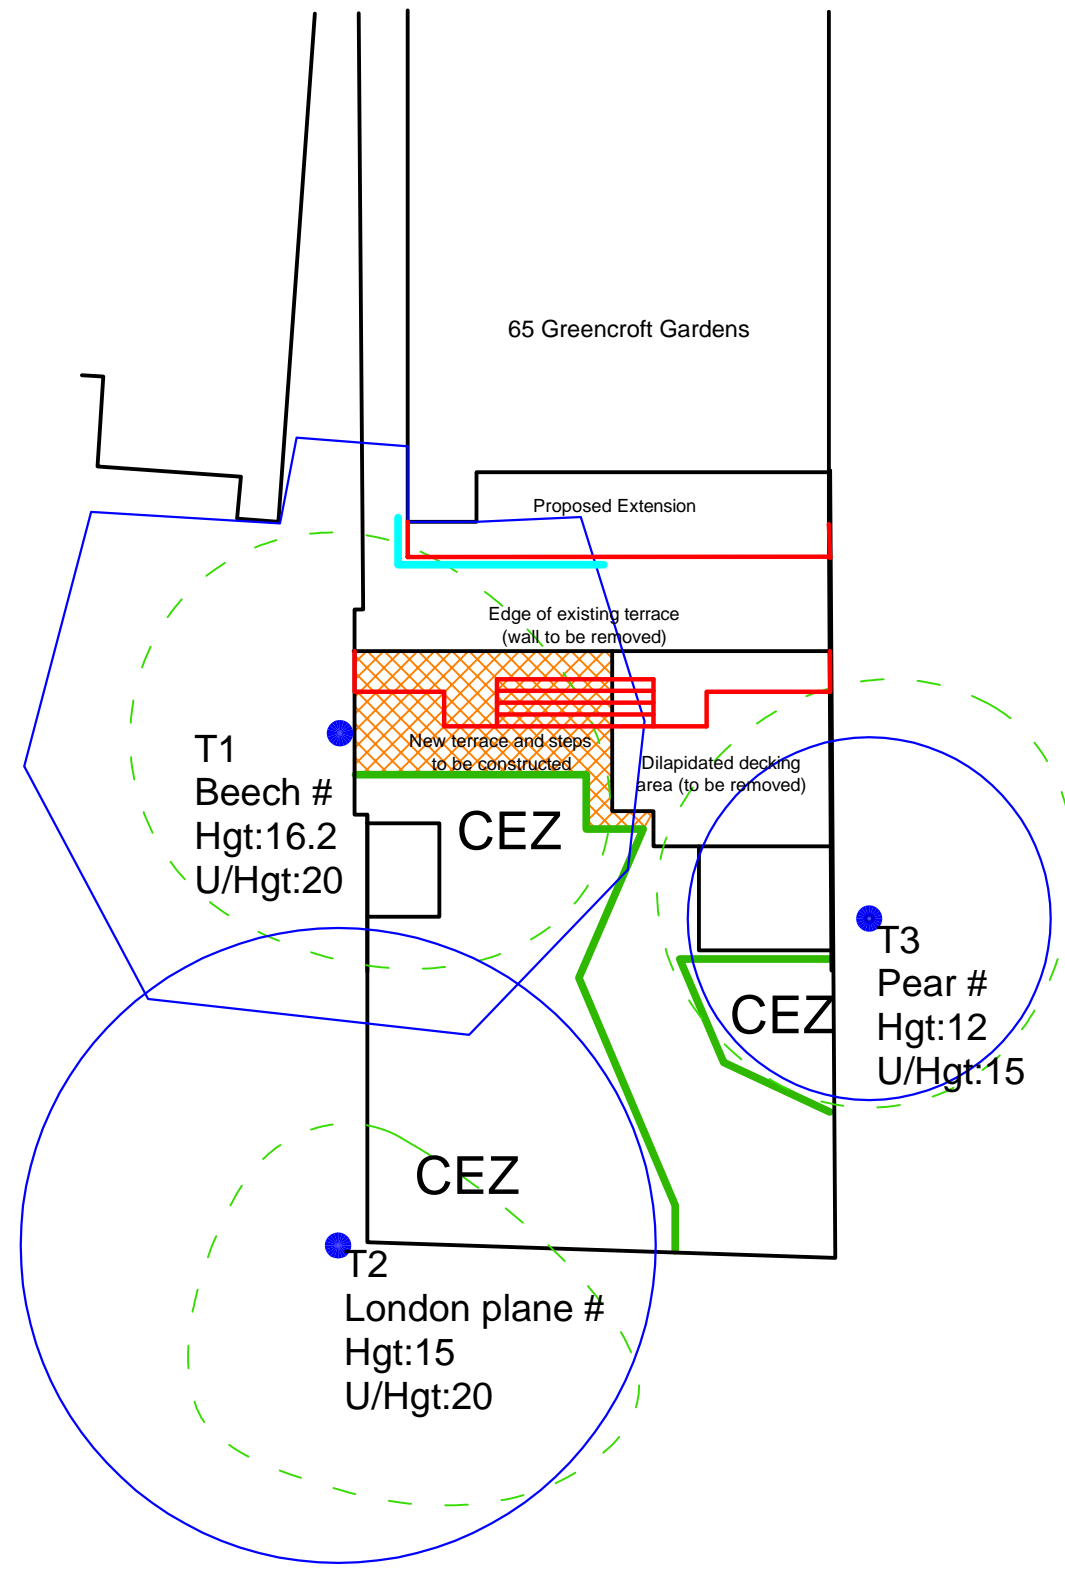 65 Greencroft Gardens
Proposed Extension
Edge of existing terrace
(wall to be removed)
New terrace and steps
to be constructed
Dilapidated decking
area (to be removed)
T1
Beech #
Hgt:16.2
U/Hgt:20
CEZ
T3
Pear #
Hgt:12
U/Hgt:15
CEZ
CEZ
T2
London plane #
Hgt:15
U/Hgt:20